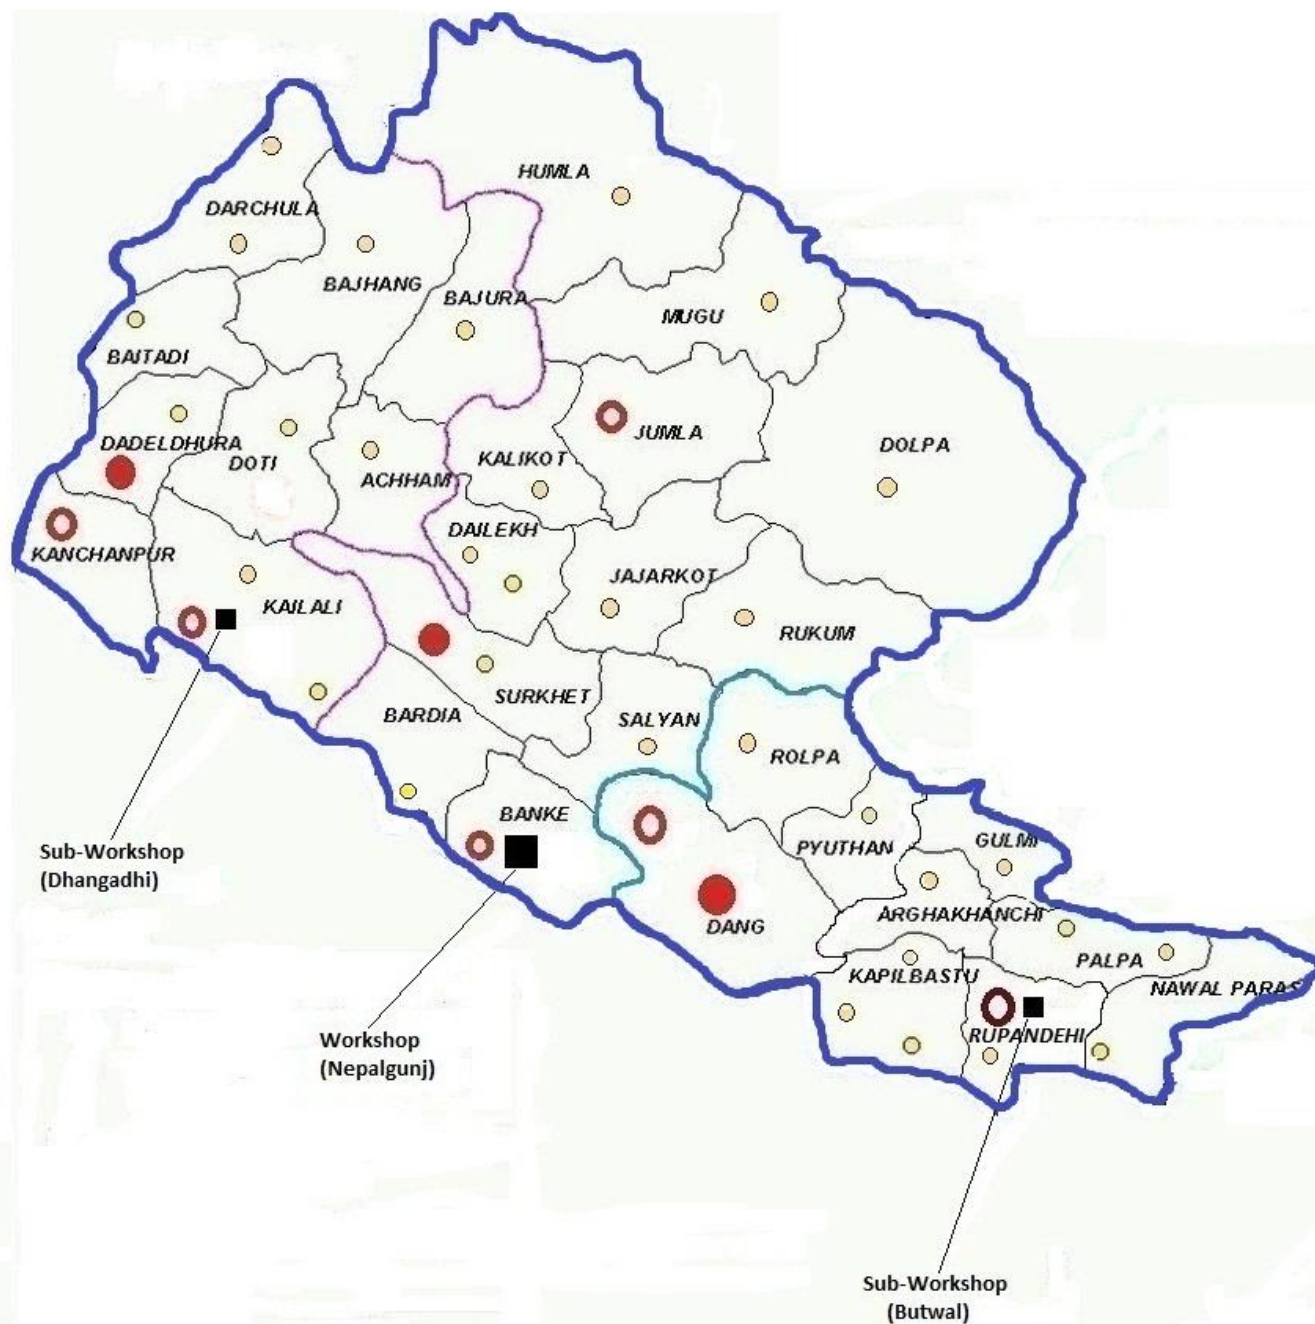 HUMLA
DARCHULA
BAJHANG
BAJURA
MUGU
BAITADI
DADELDHURA
DOTI
ACHHAM
KALIKOT
JUMLA
DOLPA
KANCHANPUR
DAILEKH
JAJARKOT
KAILALI
RUKUM
SURKHET
BARDIA
SALYAN
ROLPA
BANKE
PYUTHAN
GULMI
Sub-Workshop
(Dhangadhi)
ARGHAKHANCHI
DANG
PALPA
KAPILBASTU
NAWAL PARAS
RUPANDEHI
Workshop
(Nepalgunj)
Sub-Workshop
(Butwal)